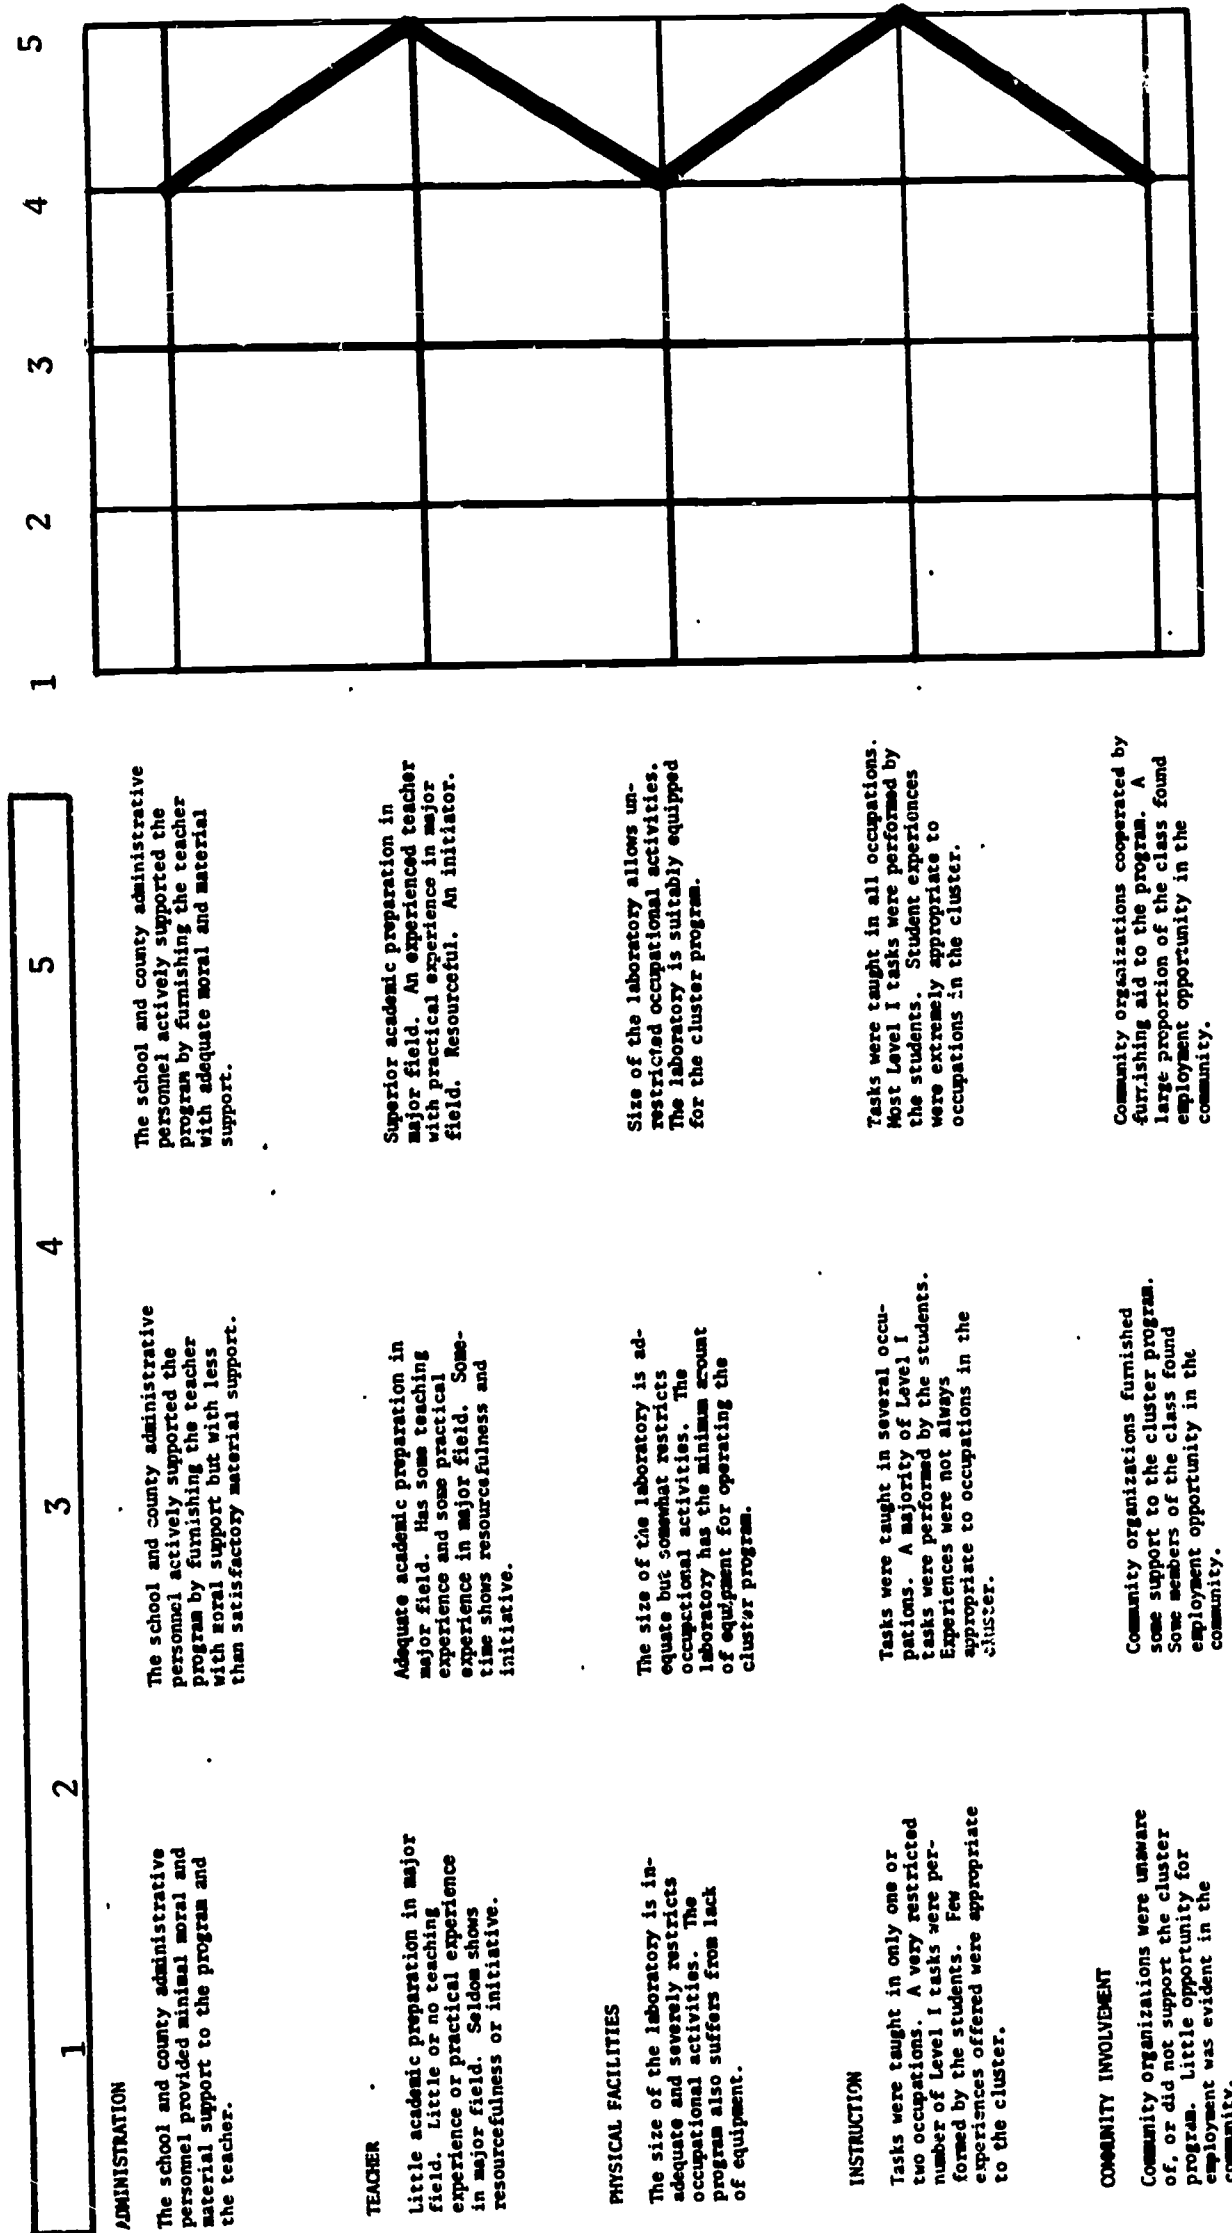 1 2 3 4 5
1 2 3 4 5
ADMINISTRATION
The school and county administrative
personnel provided minimal moral and
material support to the program and
the teacher.
The school and county administrative
personnel actively supported the
program by furnishing the teacher
with moral support but with less
than satisfactory material support.
The school and county administrative
personnel actively supported the
program by furnishing the teacher
with adequate moral and material
support.
TEACHER
Little academic preparation in major
field. Little or no teaching
experience or practical experience
in major field. Seldom shows
resourcefulness or initiative.
Adequate academic preparation in
major field. Has some teaching
experience and some practical
experience in major field. Some-
time shows resourcefulness and
initiative.
Superior academic preparation in
major field. An experienced teacher
with practical experience in major
field. Resourceful. An initiator.
PHYSICAL FACILITIES
The size of the laboratory is in-
adequate and severely restricts
occupational activities. The
program also suffers from lack
of equipment.
The size of the laboratory is ad-
equate but somewhat restricts
occupational activities. The
laboratory has the minimum amount
of equipment for operating the
cluster program.
Size of the laboratory allows un-
restricted occupational activities.
The laboratory is suitably equipped
for the cluster program.
INSTRUCTION
Tasks were taught in only one or
two occupations. A very restricted
number of Level I tasks were per-
formed by the students. Few
experiences offered were appropriate
to the cluster.
Tasks were taught in several occu-
pations. A majority of Level I
tasks were performed by the students.
Experiences were not always
appropriate to occupations in the
cluster.
Tasks were taught in all occupations.
Most Level I tasks were performed by
the students. Student experiences
were extremely appropriate to
occupations in the cluster.
COMMUNITY INVOLVEMENT
Community organizations were unaware
of, or did not support the cluster
program. Little opportunity for
employment was evident in the
community.
Community organizations furnished
some support to the cluster program.
Some members of the class found
employment opportunity in the
community.
Community organizations cooperated by
furnishing aid to the program. A
large proportion of the class found
employment opportunity in the
community.